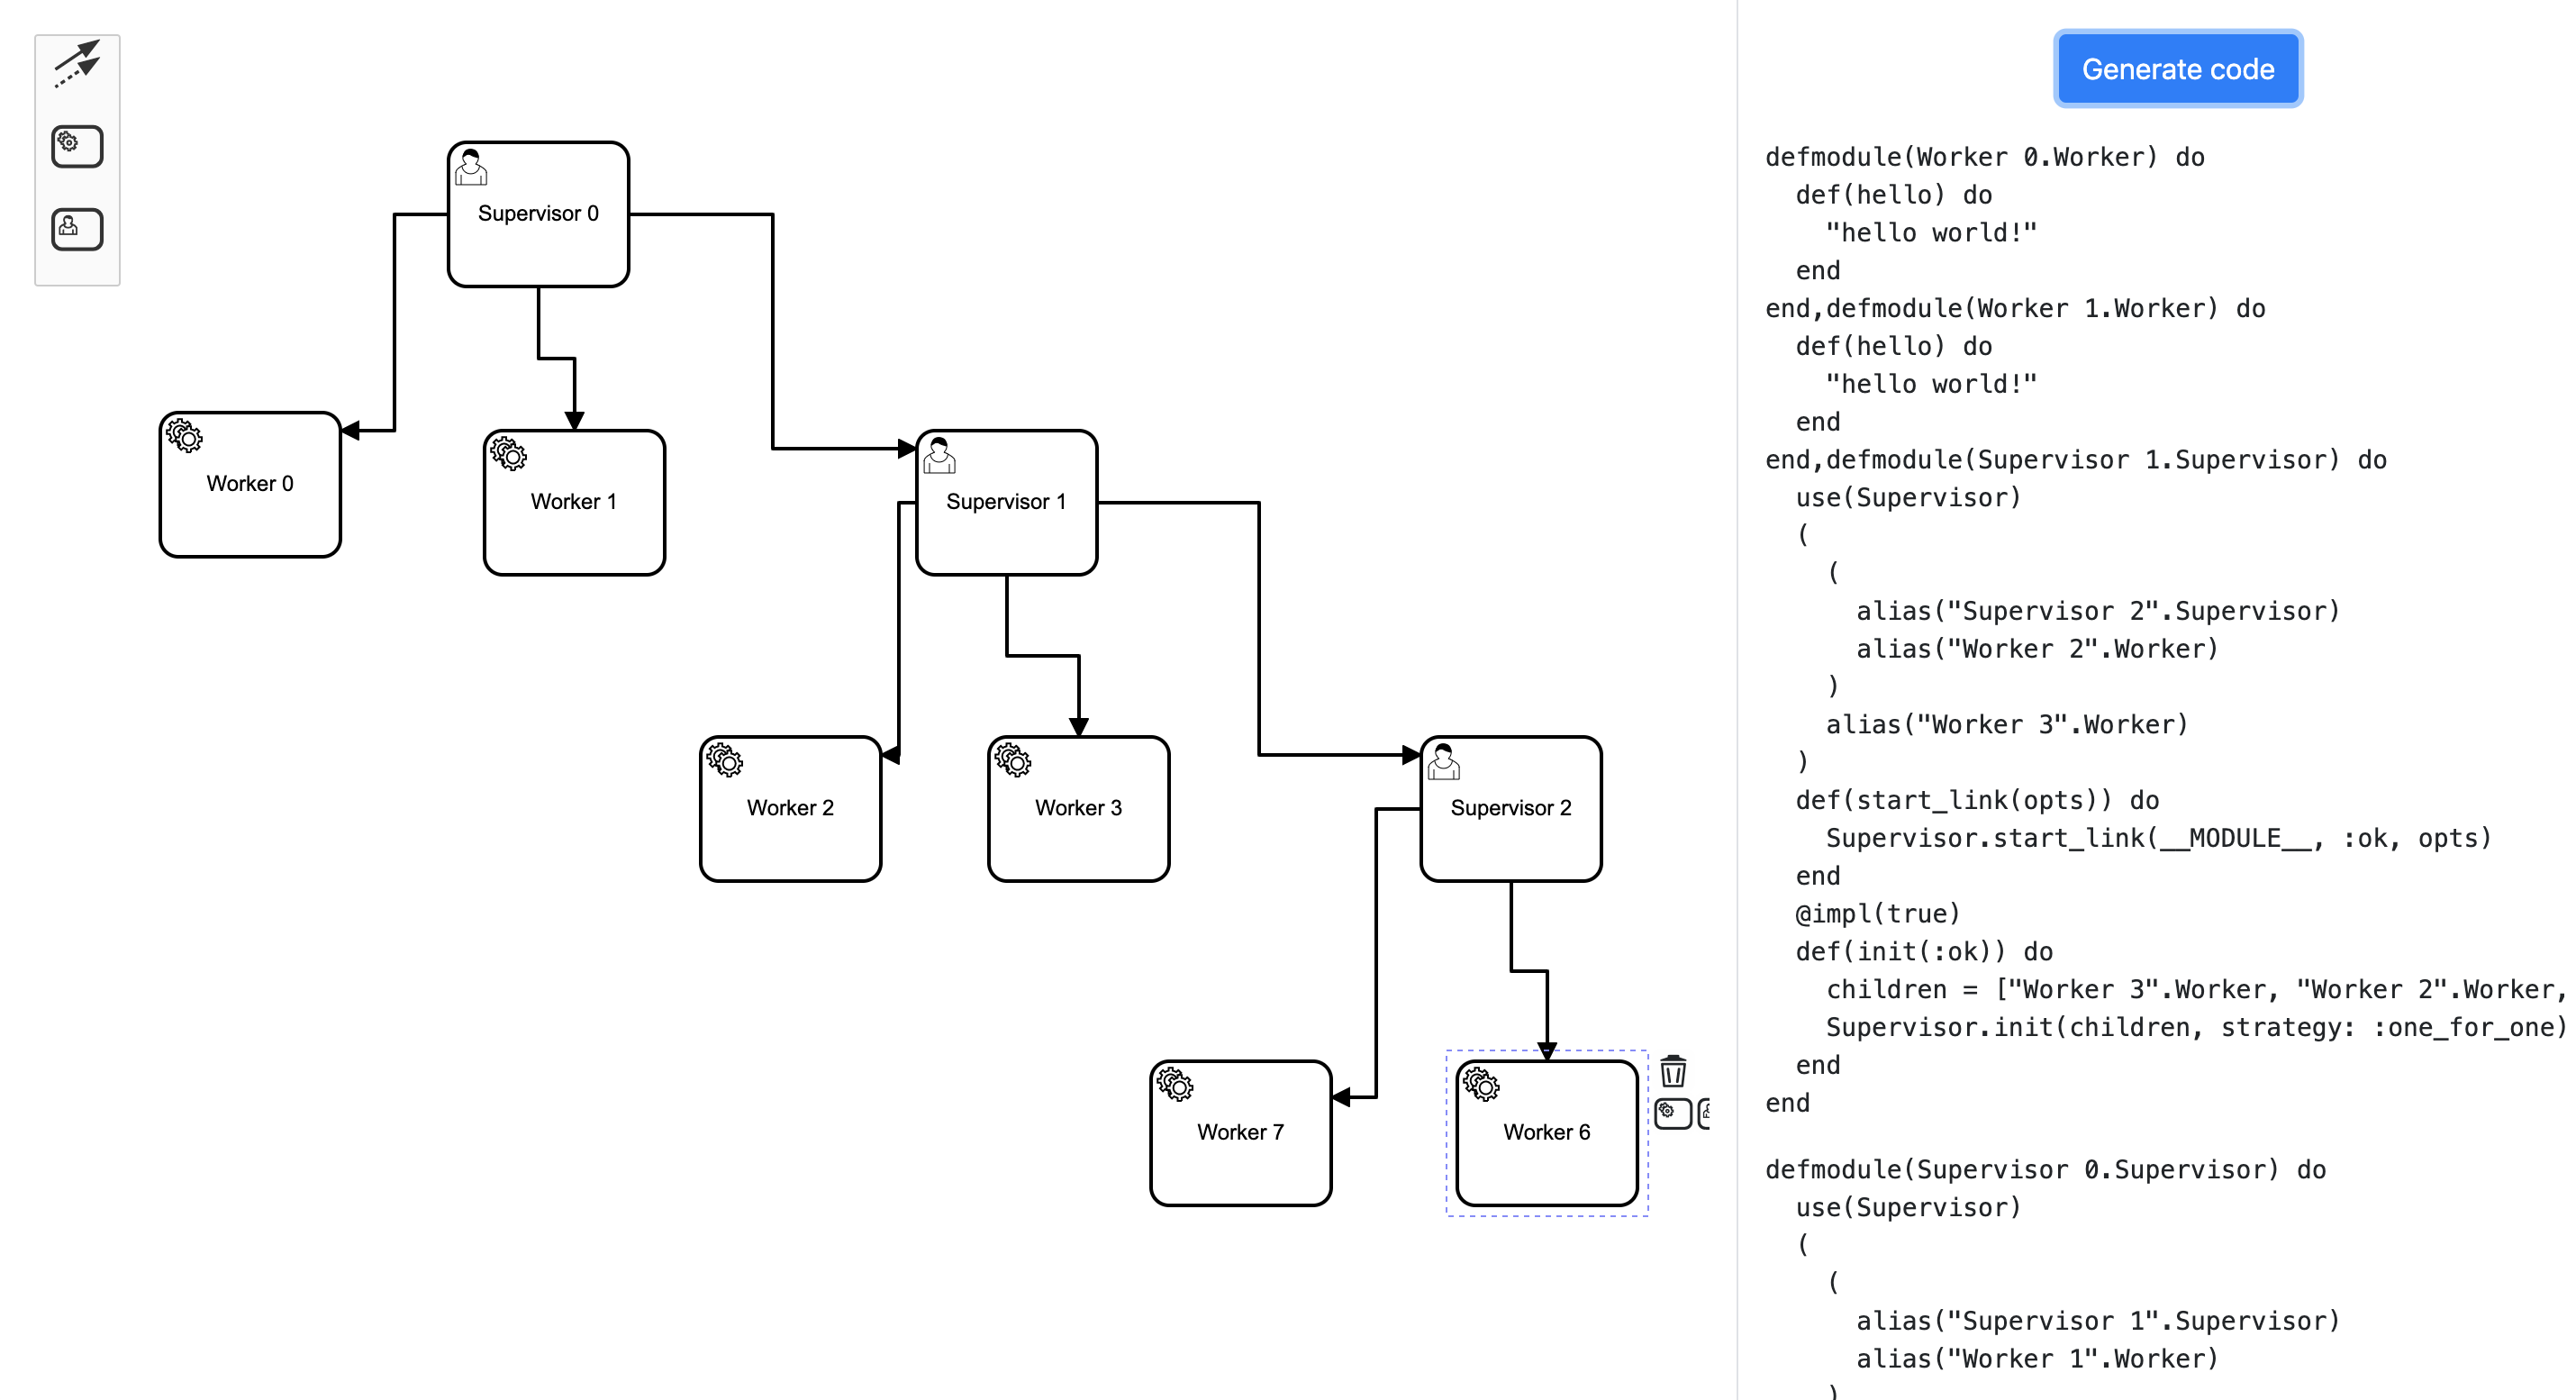 Supervisor 0
Worker 0
Worker 1
Supervisor 1
Worker 2
Worker 3
Supervisor 2
Worker 7
Worker 6
Generate code
defmodule(Worker 0.Worker) do
  def(hello) do
    "hello world!"
  end
end,defmodule(Worker 1.Worker) do
  def(hello) do
    "hello world!"
  end
end,defmodule(Supervisor 1.Supervisor) do
  use(Supervisor)
  (
    (
      alias("Supervisor 2".Supervisor)
      alias("Worker 2".Worker)
    )
    alias("Worker 3".Worker)
  )
  def(start_link(opts)) do
    Supervisor.start_link(__MODULE__, :ok, opts)
  end
  @impl(true)
  def(init(:ok)) do
    children = ["Worker 3".Worker, "Worker 2".Worker,
    Supervisor.init(children, strategy: :one_for_one)
  end
end
defmodule(Supervisor 0.Supervisor) do
  use(Supervisor)
  (
    (
      alias("Supervisor 1".Supervisor)
      alias("Worker 1".Worker)
    )